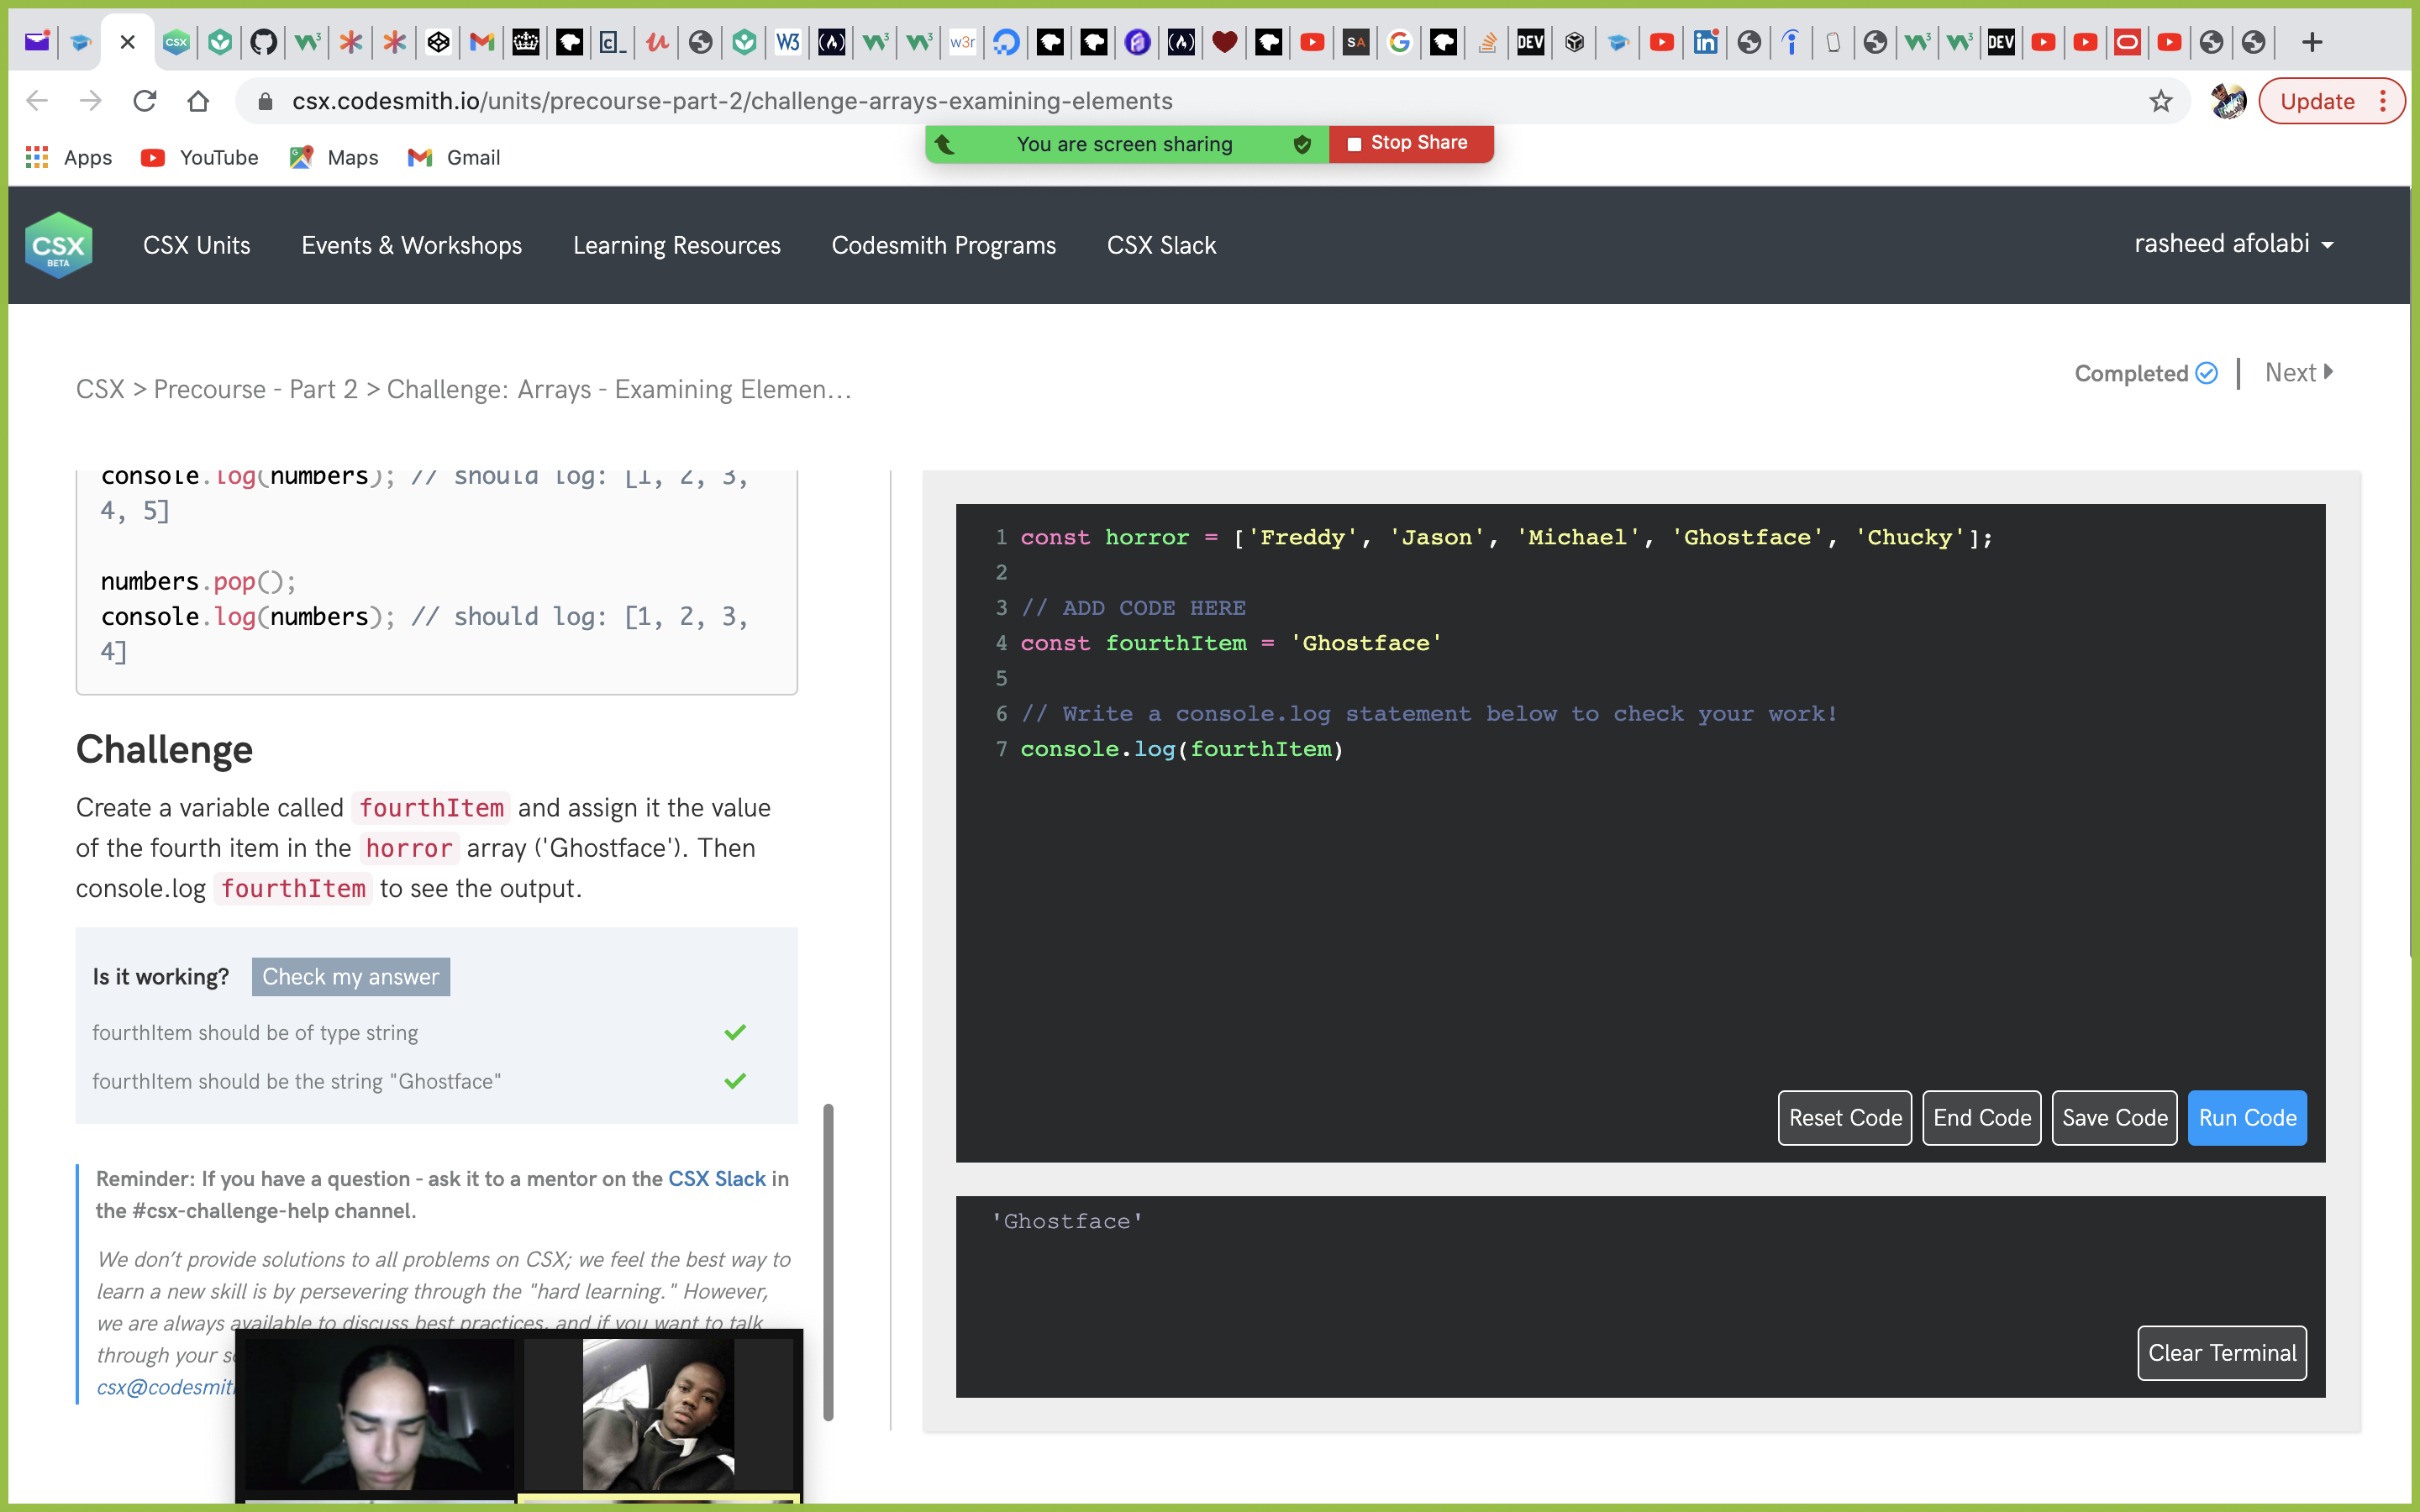 csx.codesmith.io/units/precourse-part-2/challenge-arrays-examining-elements
Update
Apps
YouTube
Maps
Gmail
You are screen sharing
Stop Share
CSX
BETA
CSX Units
Events & Workshops
Learning Resources
Codesmith Programs
CSX Slack
rasheed afolabi
CSX > Precourse - Part 2 > Challenge: Arrays - Examining Elemen...
Completed
Next
console.log(numbers); // should log: [1, 2, 3,
4, 5]
numbers.pop();
console.log(numbers); // should log: [1, 2, 3,
4]
Challenge
Create a variable called fourthItem and assign it the value
of the fourth item in the horror array ('Ghostface'). Then
console.log fourthItem to see the output.
Is it working?
Check my answer
fourthItem should be of type string
fourthItem should be the string "Ghostface"
Reminder: If you have a question - ask it to a mentor on the CSX Slack in
the #csx-challenge-help channel.
We don’t provide solutions to all problems on CSX; we feel the best way to
learn a new skill is by persevering through the "hard learning." However,
we are always available to discuss best practices, and if you want to talk
through your
csx@codesmit
1 const horror = ['Freddy', 'Jason', 'Michael', 'Ghostface', 'Chucky'];
2
3 // ADD CODE HERE
4 const fourthItem = 'Ghostface'
5
6 // Write a console.log statement below to check your work!
7 console.log(fourthItem)
Reset Code
End Code
Save Code
Run Code
'Ghostface'
Clear Terminal